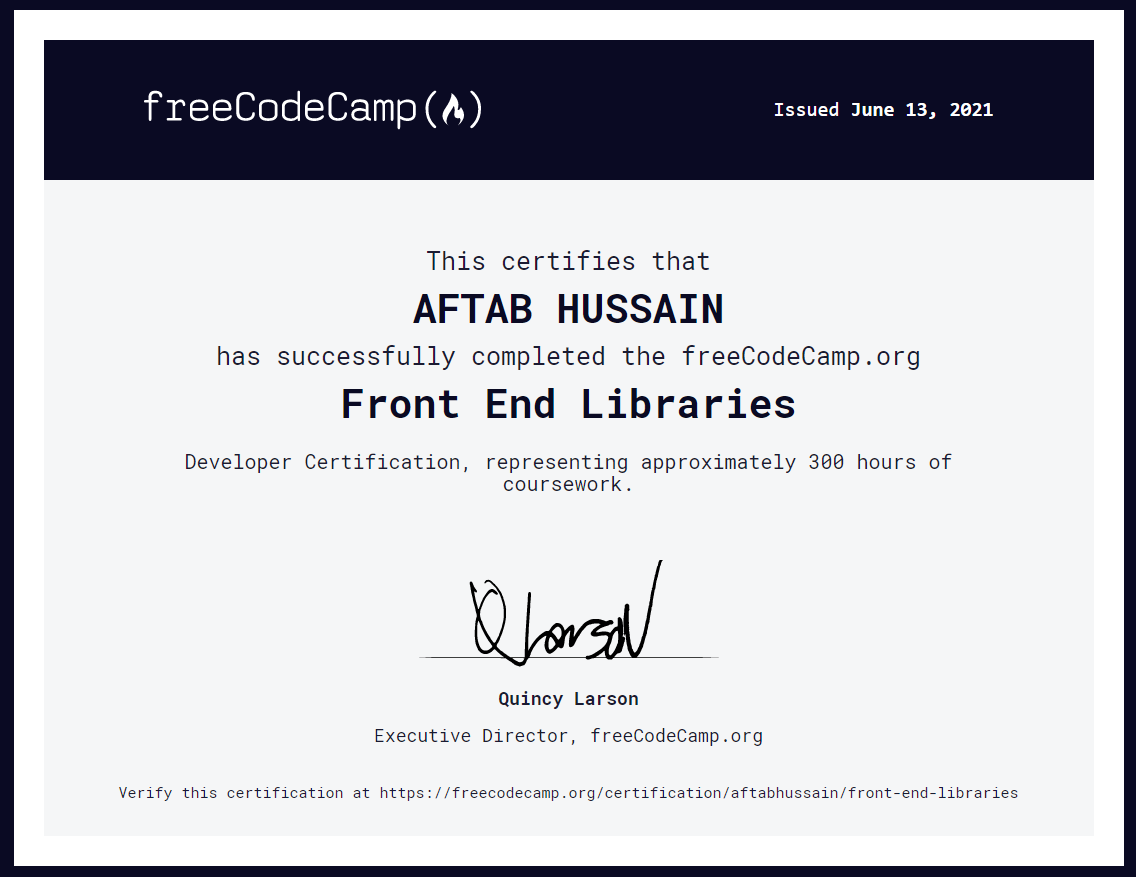 freeCodeCamp(🔥)
Issued June 13, 2021
This certifies that
AFTAB HUSSAIN
has successfully completed the freeCodeCamp.org
Front End Libraries
Developer Certification, representing approximately 300 hours of
coursework.
Q Larson
Quincy Larson
Executive Director, freeCodeCamp.org
Verify this certification at https://freecodecamp.org/certification/aftabhussain/front-end-libraries